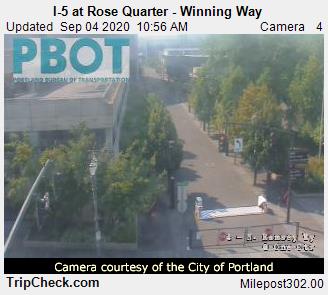 I-5 at Rose Quarter - Winning Way
Updated Sep 04 2020 10:56 AM Camera 4
PBOT
PORTLAND BUREAU OF TRANSPORTATION
Camera courtesy of the City of Portland
TripCheck.com Milepost302.00